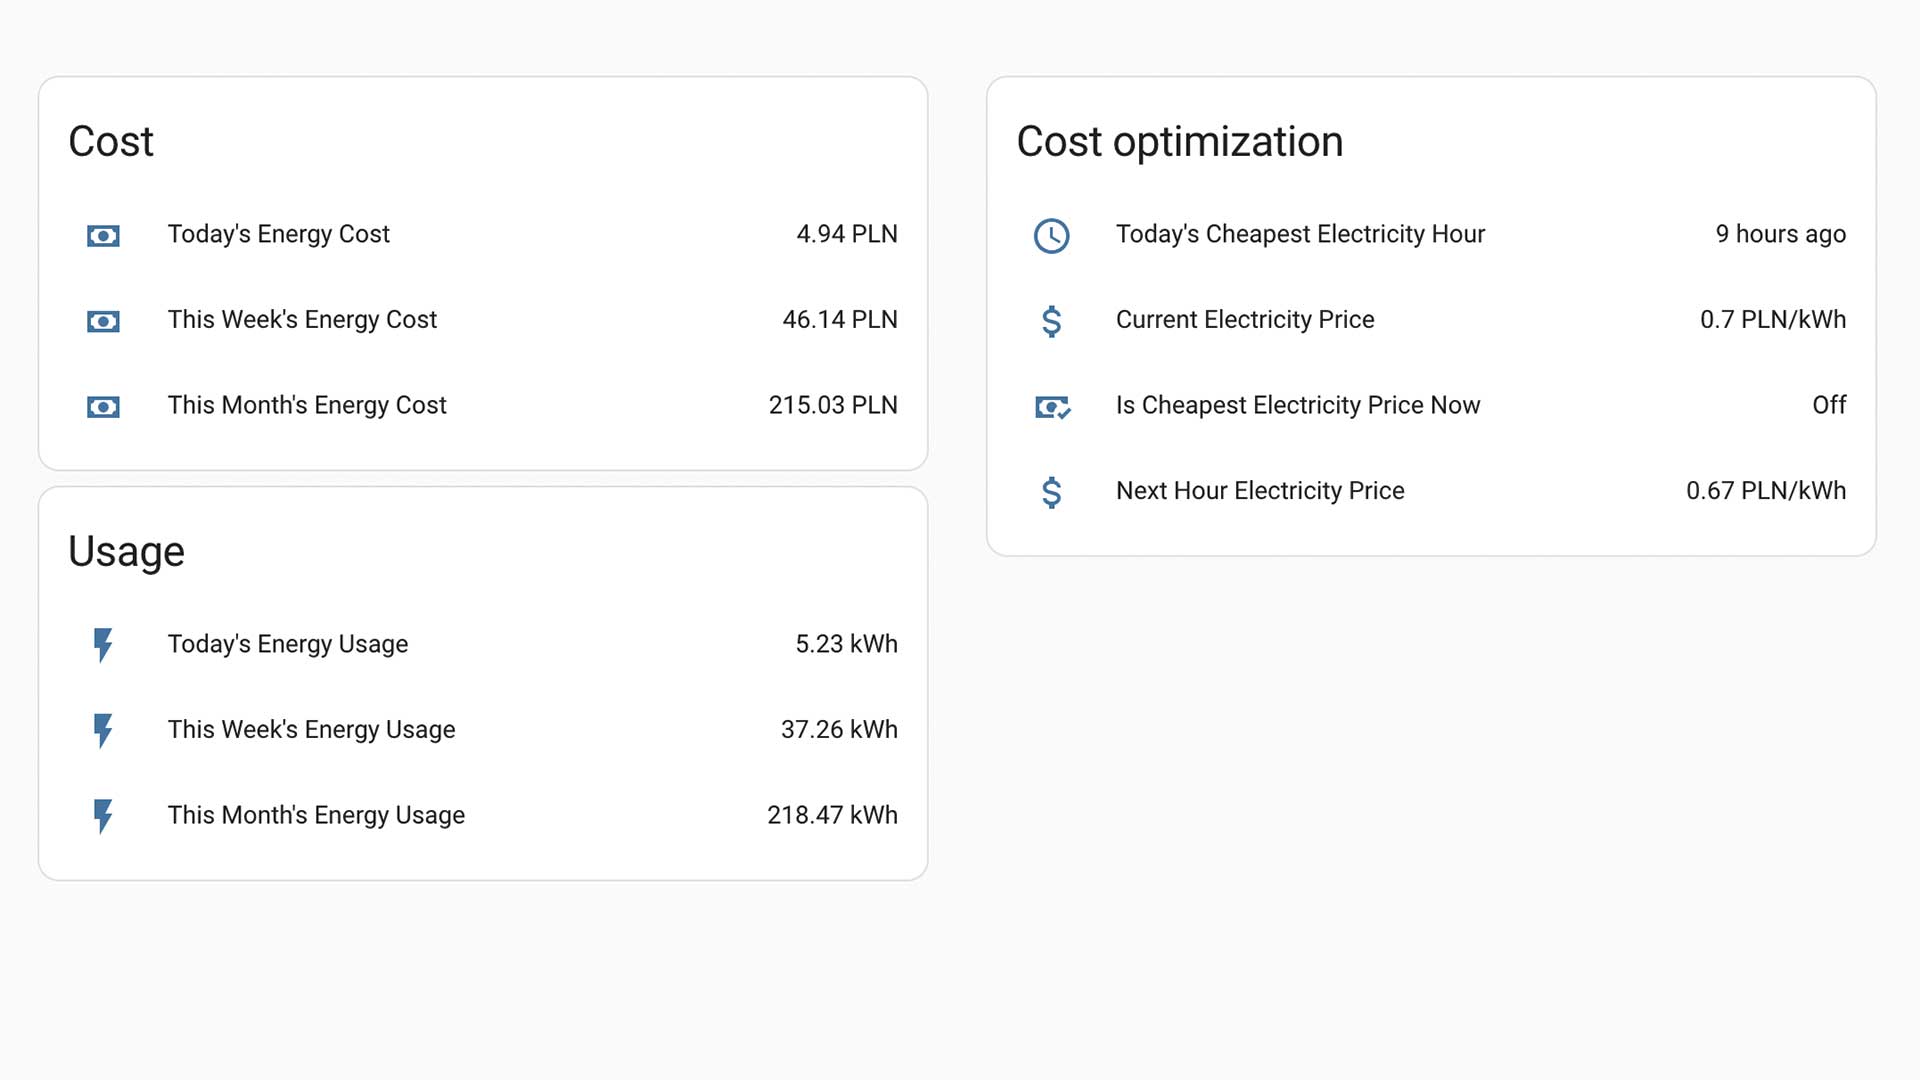 Cost
Today's Energy Cost 4.94 PLN
This Week's Energy Cost 46.14 PLN
This Month's Energy Cost 215.03 PLN
Usage
Today's Energy Usage 5.23 kWh
This Week's Energy Usage 37.26 kWh
This Month's Energy Usage 218.47 kWh
Cost optimization
Today's Cheapest Electricity Hour 9 hours ago
Current Electricity Price 0.7 PLN/kWh
Is Cheapest Electricity Price Now Off
Next Hour Electricity Price 0.67 PLN/kWh